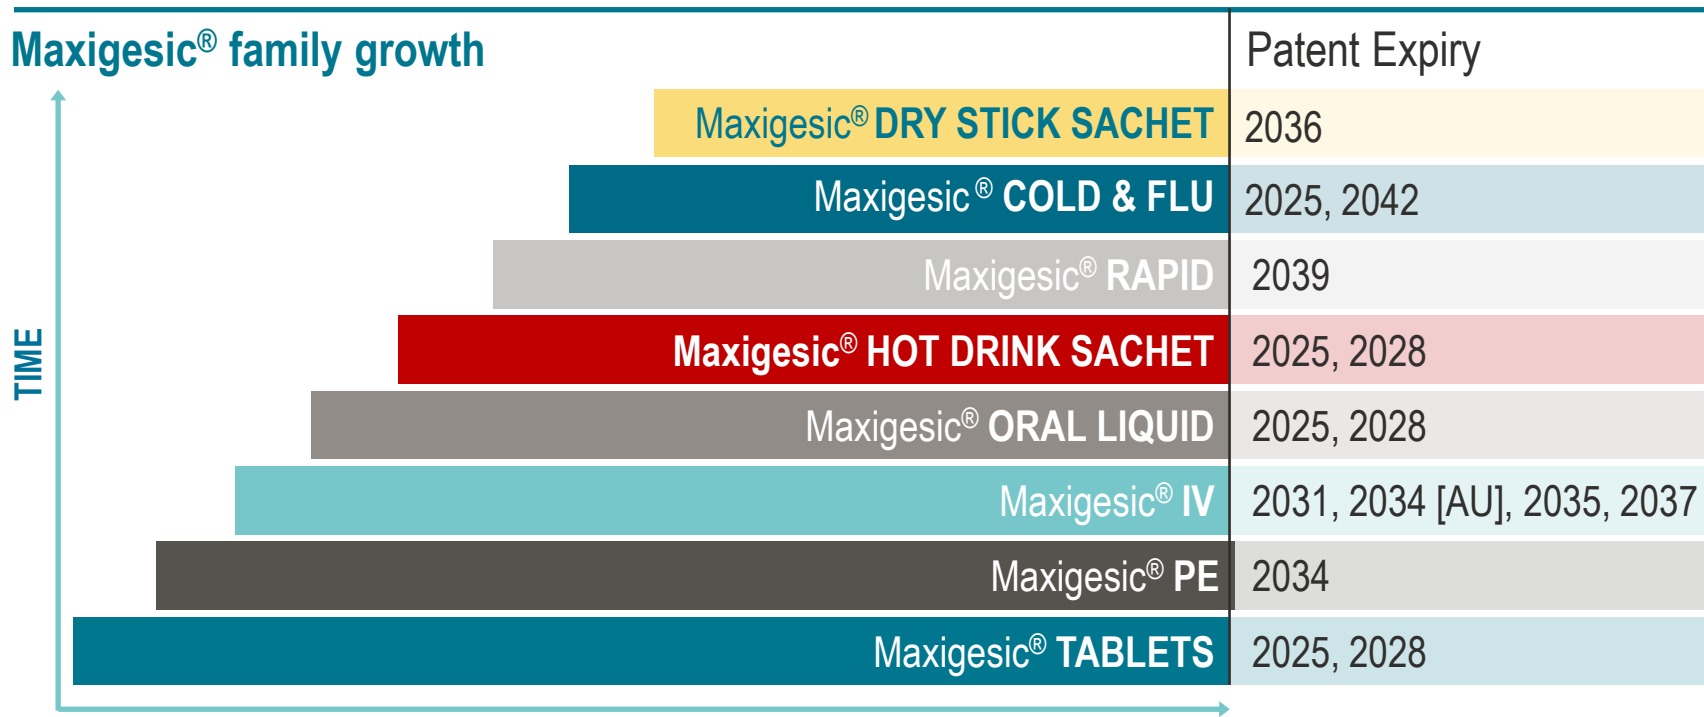 Maxigesic® family growth
Patent Expiry
Maxigesic® DRY STICK SACHET 2036
Maxigesic® COLD & FLU 2025, 2042
Maxigesic® RAPID 2039
Maxigesic® HOT DRINK SACHET 2025, 2028
Maxigesic® ORAL LIQUID 2025, 2028
Maxigesic® IV 2031, 2034 [AU], 2035, 2037
Maxigesic® PE 2034
Maxigesic® TABLETS 2025, 2028
TIME